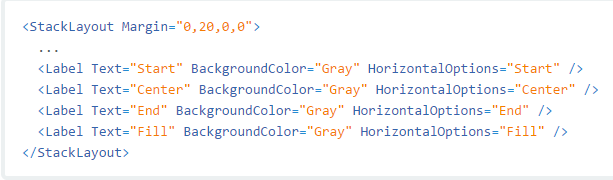 <StackLayout Margin="0,20,0,0">
  ...
  <Label Text="Start" BackgroundColor="Gray" HorizontalOptions="Start" />
  <Label Text="Center" BackgroundColor="Gray" HorizontalOptions="Center" />
  <Label Text="End" BackgroundColor="Gray" HorizontalOptions="End" />
  <Label Text="Fill" BackgroundColor="Gray" HorizontalOptions="Fill" />
</StackLayout>